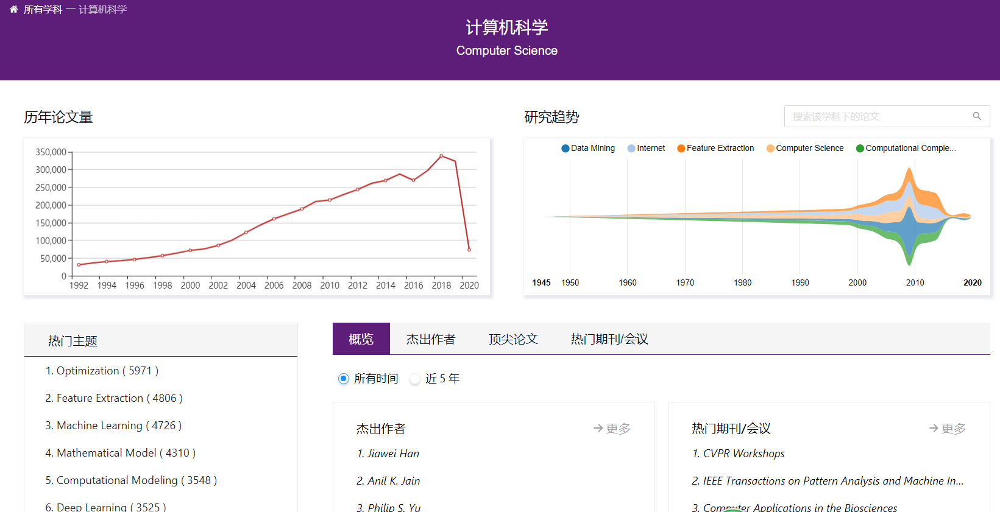 所有学科 — 计算机科学
计算机科学
Computer Science
历年论文量
350,000
300,000
250,000
200,000
150,000
100,000
50,000
0
1992 1994 1996 1998 2000 2002 2004 2006 2008 2010 2012 2014 2016 2018 2020
研究趋势
搜索该学科下的论文
Data Mining Internet Feature Extraction Computer Science Computational Comple...
1945 1950 1960 1970 1980 1990 2000 2010 2020
热门主题
1. Optimization ( 5971 )
2. Feature Extraction ( 4806 )
3. Machine Learning ( 4726 )
4. Mathematical Model ( 4310 )
5. Computational Modeling ( 3548 )
6. Deep Learning ( 3525 )
概览 杰出作者 顶尖论文 热门期刊/会议
所有时间 近 5 年
杰出作者 →更多
1. Jiawei Han
2. Anil K. Jain
3. Philip S. Yu
热门期刊/会议 →更多
1. CVPR Workshops
2. IEEE Transactions on Pattern Analysis and Machine In...
3. Computer Applications in the Biosciences